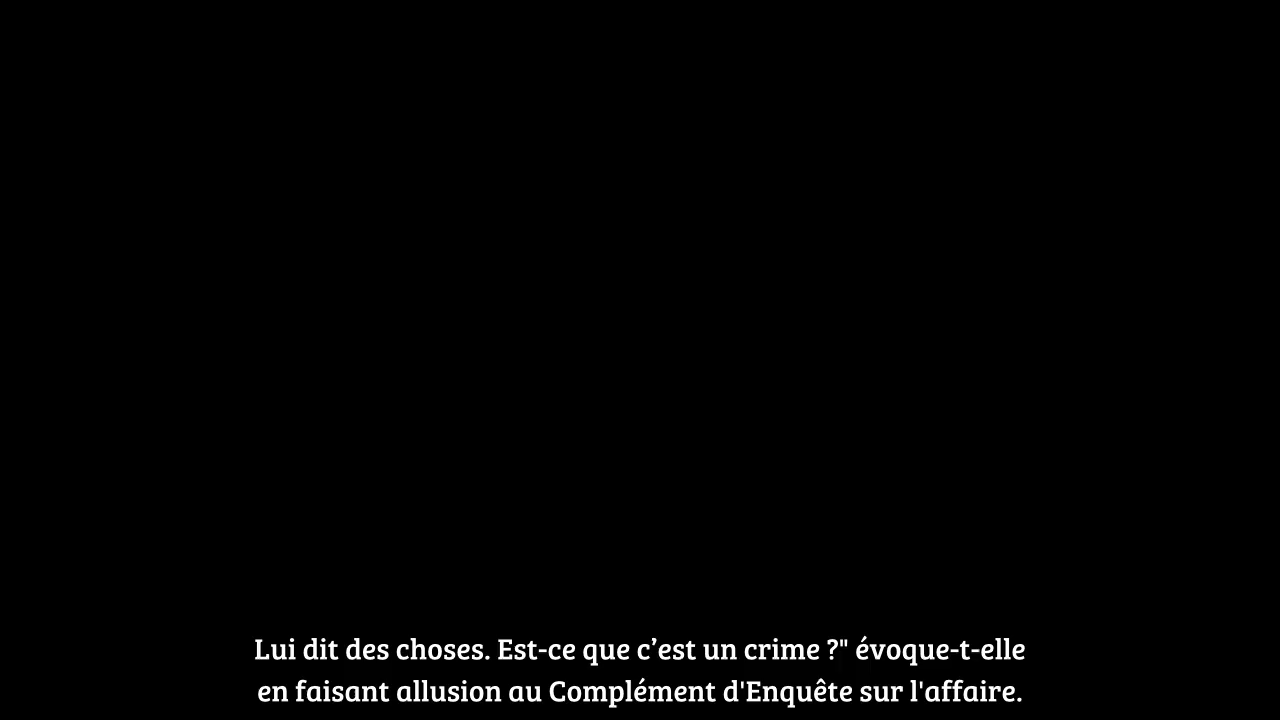 Lui dit des choses. Est-ce que c’est un crime ?" évoque-t-elle
en faisant allusion au Complément d'Enquête sur l'affaire.